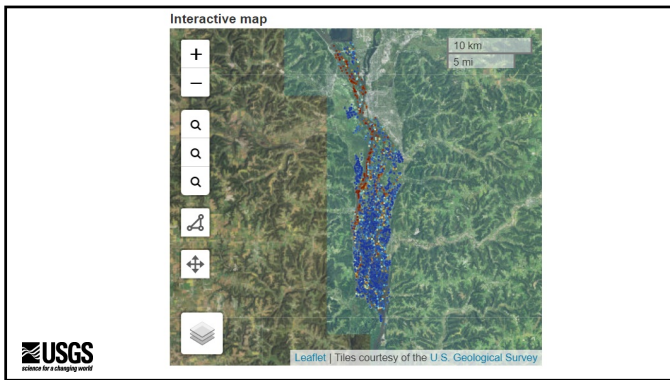 Interactive map
+
−
10 km
5 mi
USGS
science for a changing world
Leaflet | Tiles courtesy of the U.S. Geological Survey